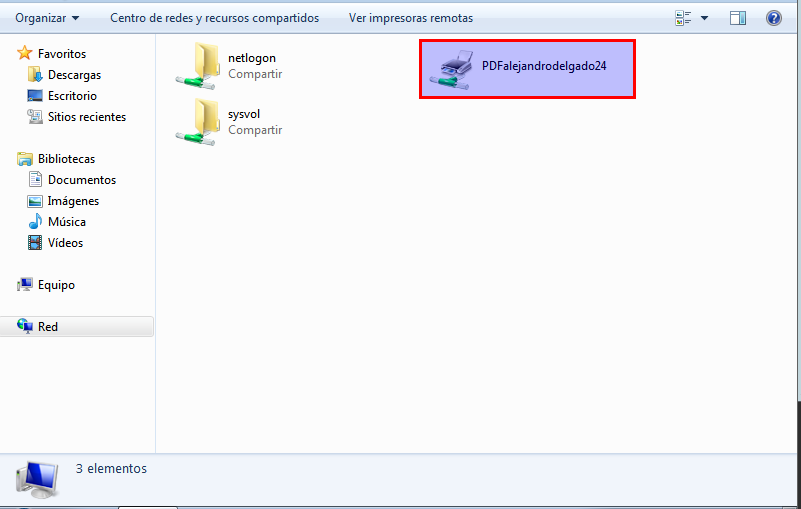 Organizar Centro de redes y recursos compartidos Ver impresoras remotas
Favoritos
Descargas
Escritorio
Sitios recientes
Bibliotecas
Documentos
Imágenes
Música
Vídeos
Equipo
Red
netlogon
Compartir
sysvol
Compartir
PDFalejandrodelgado24
3 elementos